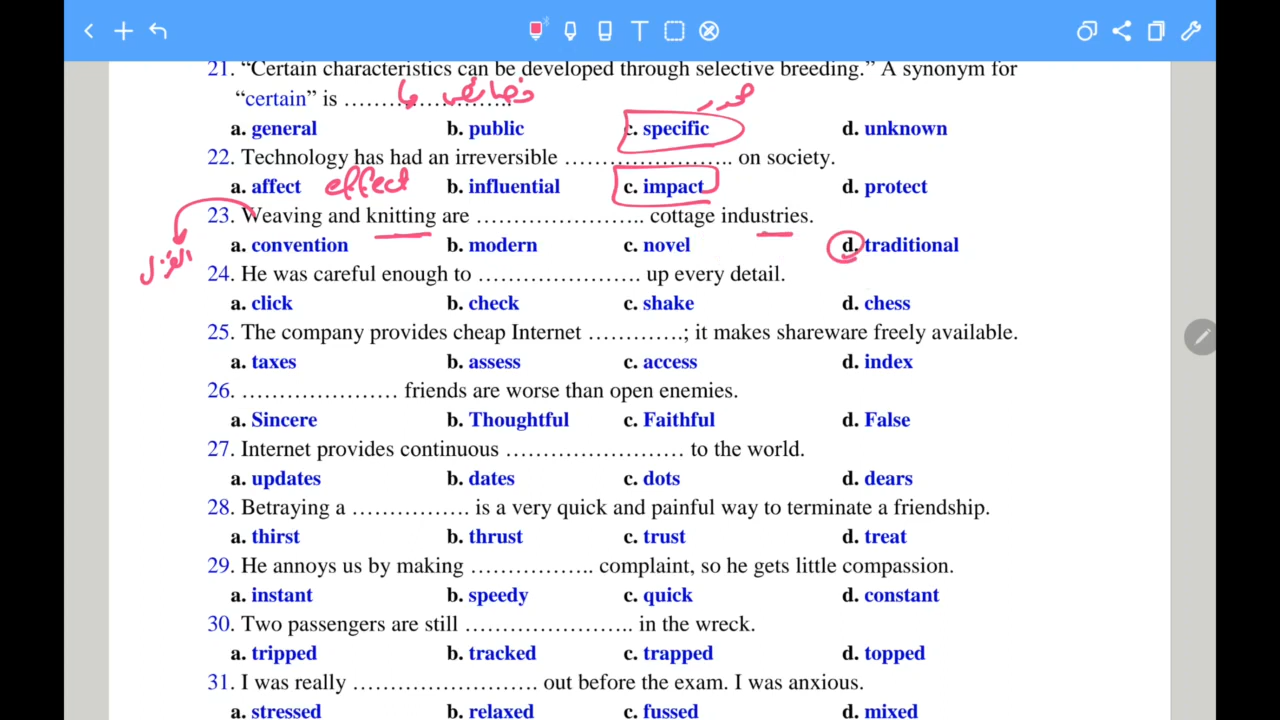 21. “Certain characteristics can be developed through selective breeding.” A synonym for
“certain” is ……………………..
خصائص ما
محدد
a. general b. public c. specific d. unknown
22. Technology has had an irreversible …………………….. on society.
a. affect effect b. influential c. impact d. protect
23. Weaving and knitting are …………………….. cottage industries.
a. convention b. modern c. novel d. traditional
الغزل
24. He was careful enough to …………………… up every detail.
a. click b. check c. shake d. chess
25. The company provides cheap Internet ………….; it makes shareware freely available.
a. taxes b. assess c. access d. index
26. ………………… friends are worse than open enemies.
a. Sincere b. Thoughtful c. Faithful d. False
27. Internet provides continuous …………………… to the world.
a. updates b. dates c. dots d. dears
28. Betraying a ……………. is a very quick and painful way to terminate a friendship.
a. thirst b. thrust c. trust d. treat
29. He annoys us by making …………….. complaint, so he gets little compassion.
a. instant b. speedy c. quick d. constant
30. Two passengers are still ………………….. in the wreck.
a. tripped b. tracked c. trapped d. topped
31. I was really ……………………. out before the exam. I was anxious.
a. stressed b. relaxed c. fussed d. mixed